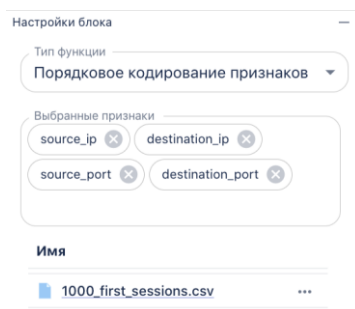 Настройки блока
Тип функции
Порядковое кодирование признаков
Выбранные признаки
source_ip destination_ip
source_port destination_port
Имя
1000_first_sessions.csv